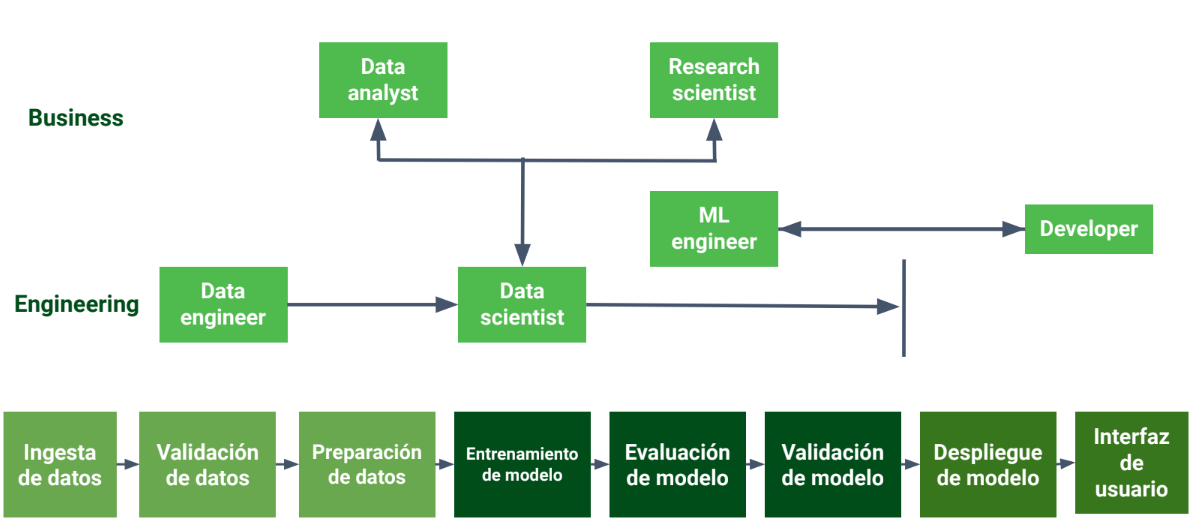 Data
analyst
Research
scientist
Business
ML
engineer
Developer
Engineering
Data
engineer
Data
scientist
Ingesta
de datos
Validación
de datos
Preparación
de datos
Entrenamiento
de modelo
Evaluación
de modelo
Validación
de modelo
Despliegue
de modelo
Interfaz
de
usuario